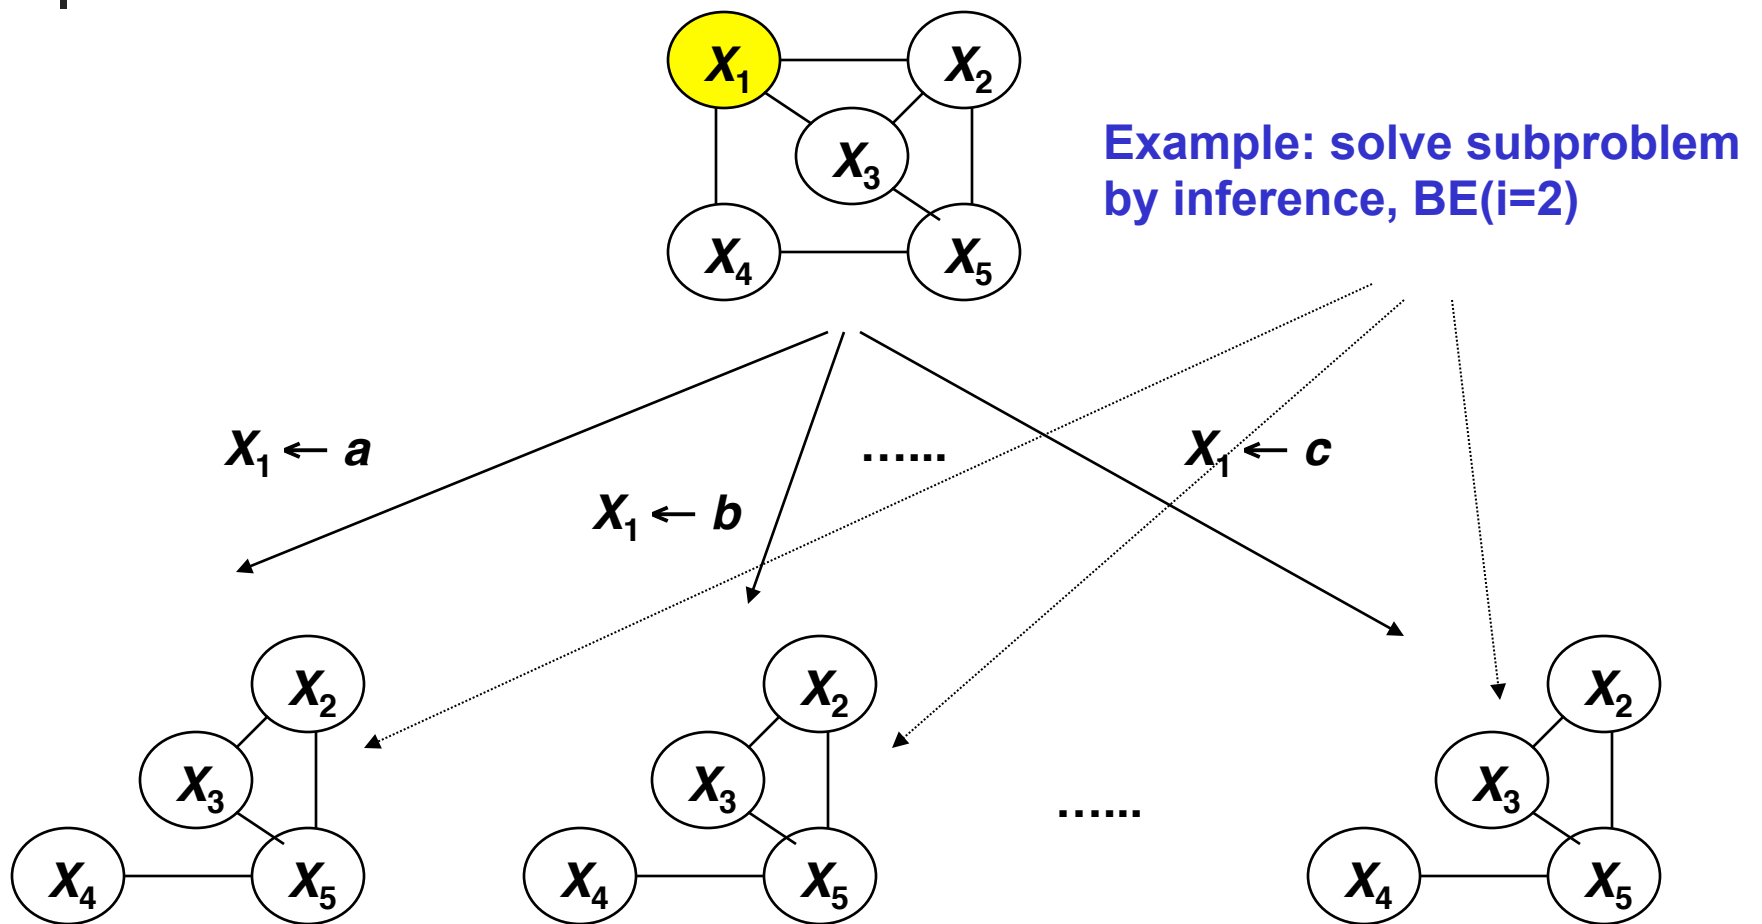 X₁ X₂
Example: solve subproblem
by inference, BE(i=2)
X₃
X₄ X₅
X₁ ← a
X₁ ← b
......
X₁ ← c
X₂ X₂ X₂
X₃ X₃ ...... X₃
X₄ X₅ X₄ X₅ X₄ X₅